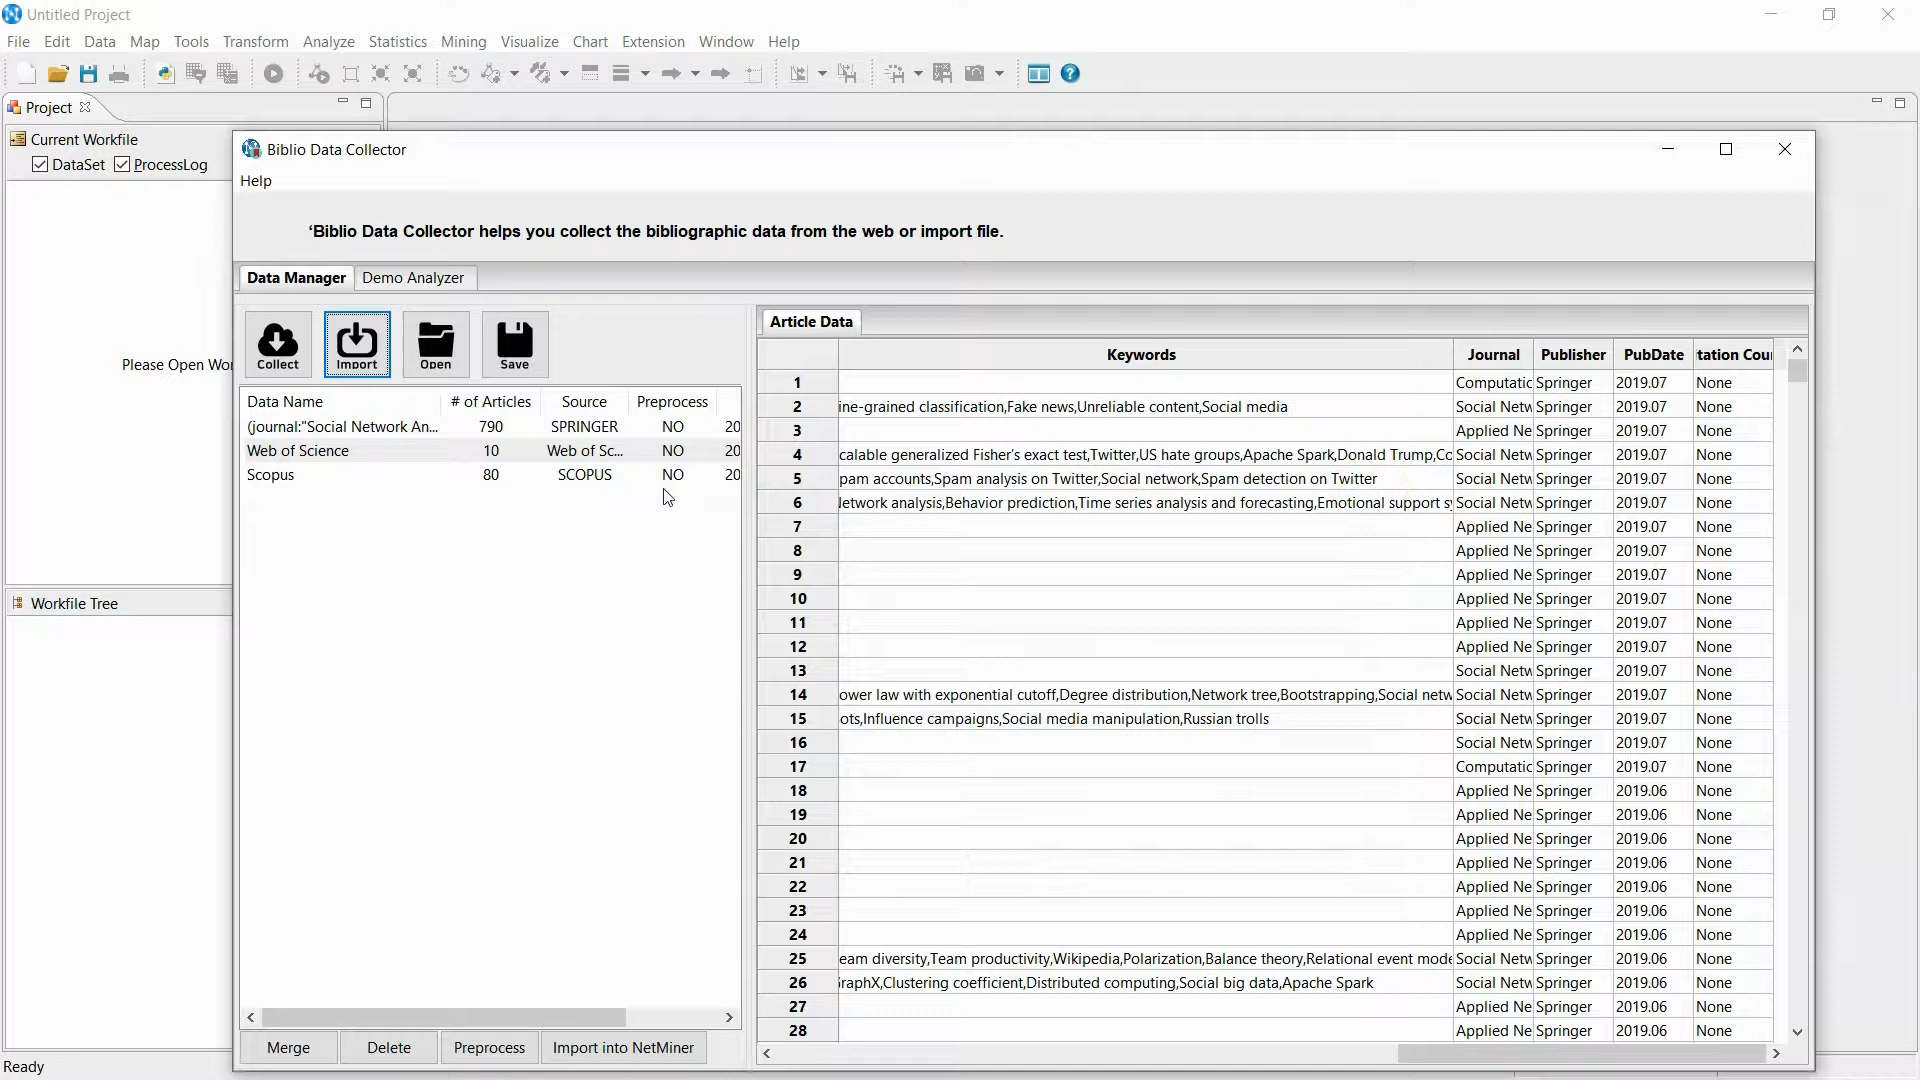 Untitled Project
File Edit Data Map Tools Transform Analyze Statistics Mining Visualize Chart Extension Window Help
Project
Current Workfile
DataSet ProcessLog
Please Open Wor
Workfile Tree
Ready
Biblio Data Collector
Help
‘Biblio Data Collector helps you collect the bibliographic data from the web or import file.
Data Manager Demo Analyzer
Collect Import Open Save
Data Name # of Articles Source Preprocess
(journal:"Social Network An... 790 SPRINGER NO 20
Web of Science 10 Web of Sc... NO 20
Scopus 80 SCOPUS NO 20
Merge Delete Preprocess Import into NetMiner
Article Data
Keywords Journal Publisher PubDate tation Cou
1 Computatic Springer 2019.07 None
2 ine-grained classification,Fake news,Unreliable content,Social media Social Netw Springer 2019.07 None
3 Applied Ne Springer 2019.07 None
4 calable generalized Fisher's exact test,Twitter,US hate groups,Apache Spark,Donald Trump,Cc Social Netw Springer 2019.07 None
5 pam accounts,Spam analysis on Twitter,Social network,Spam detection on Twitter Social Netw Springer 2019.07 None
6 letwork analysis,Behavior prediction,Time series analysis and forecasting,Emotional support sy Social Netw Springer 2019.07 None
7 Applied Ne Springer 2019.07 None
8 Applied Ne Springer 2019.07 None
9 Applied Ne Springer 2019.07 None
10 Applied Ne Springer 2019.07 None
11 Applied Ne Springer 2019.07 None
12 Applied Ne Springer 2019.07 None
13 Social Netw Springer 2019.07 None
14 ower law with exponential cutoff,Degree distribution,Network tree,Bootstrapping,Social netw Social Netw Springer 2019.07 None
15 ots,Influence campaigns,Social media manipulation,Russian trolls Social Netw Springer 2019.07 None
16 Social Netw Springer 2019.07 None
17 Computatic Springer 2019.07 None
18 Applied Ne Springer 2019.06 None
19 Applied Ne Springer 2019.06 None
20 Applied Ne Springer 2019.06 None
21 Applied Ne Springer 2019.06 None
22 Applied Ne Springer 2019.06 None
23 Applied Ne Springer 2019.06 None
24 Applied Ne Springer 2019.06 None
25 eam diversity,Team productivity,Wikipedia,Polarization,Balance theory,Relational event mode Social Netw Springer 2019.06 None
26 raphX,Clustering coefficient,Distributed computing,Social big data,Apache Spark Social Netw Springer 2019.06 None
27 Applied Ne Springer 2019.06 None
28 Applied Ne Springer 2019.06 None